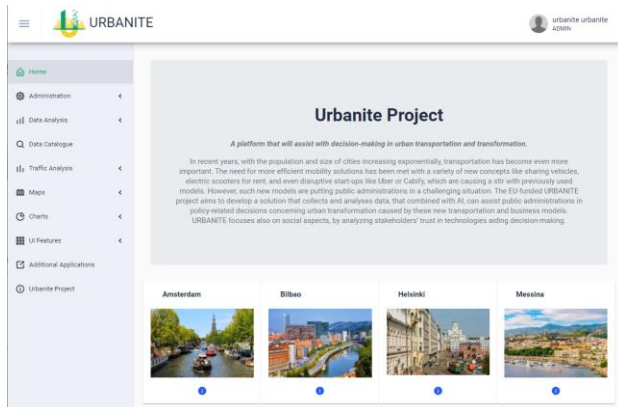 URBANITE
urbanite urbanite
ADMIN
Home
Administration
Data Analysis
Data Catalogue
Traffic Analysis
Maps
Charts
UI Features
Additional Applications
Urbanite Project
Urbanite Project
A platform that will assist with decision-making in urban transportation and transformation.
In recent years, with the population and size of cities increasing exponentially, transportation has become even more
important. The need for more efficient mobility solutions has been met with a variety of new concepts like sharing vehicles,
electric scooters for rent, and even disruptive start-ups like Uber or Cabify, which are causing a stir with previously used
models. However, such new models are putting public administrations in a challenging situation. The EU-funded URBANITE
project aims to develop a solution that collects and analyses data, that combined with AI, can assist public administrations in
policy-related decisions concerning urban transformation caused by these new transportation and business models.
URBANITE focuses also on social aspects, by analyzing stakeholders' trust in technologies aiding decision-making.
Amsterdam
Bilbao
Helsinki
Messina